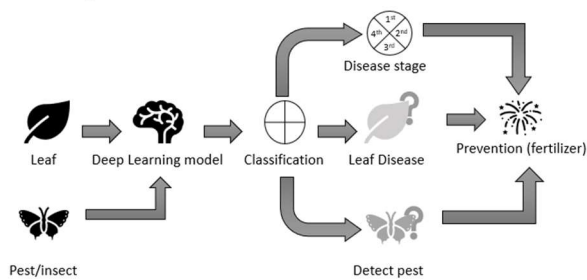 1st
4th 2nd
3rd
Disease stage
Leaf
Deep Learning model
Classification
Leaf Disease
Prevention (fertilizer)
Pest/insect
Detect pest